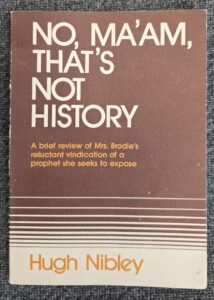 NO, MA'AM,
THAT'S
NOT
HISTORY
A brief review of Mrs. Brodie's
reluctant vindication of a
prophet she seeks to expose
Hugh Nibley